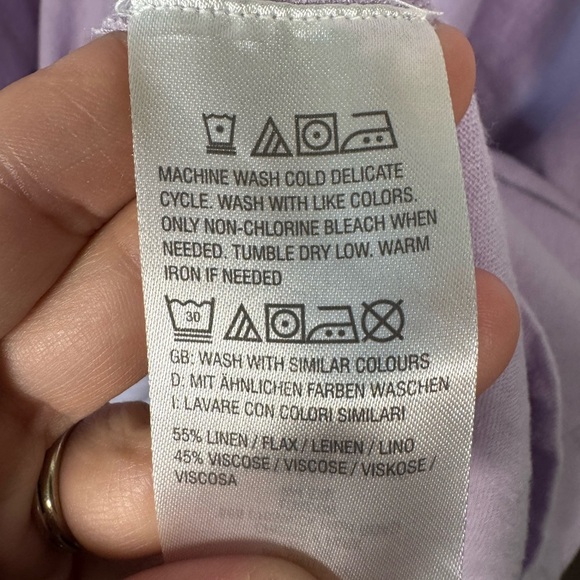 MACHINE WASH COLD DELICATE
CYCLE. WASH WITH LIKE COLORS.
ONLY NON-CHLORINE BLEACH WHEN
NEEDED. TUMBLE DRY LOW. WARM
IRON IF NEEDED
30
GB: WASH WITH SIMILAR COLOURS
D: MIT ÄHNLICHEN FARBEN WASCHEN
I: LAVARE CON COLORI SIMILARI
55% LINEN / FLAX / LEINEN / LINO
45% VISCOSE / VISCOSE / VISKOSE /
VISCOSA